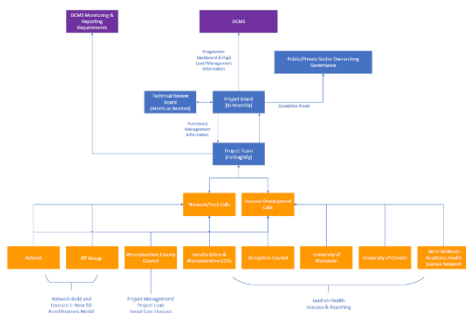 DCMS Monitoring &
Reporting
Requirements
DCMS
Programme
Dashboard & High
Level Management
Information
Public/Private Sector Overarching
Governance
Technical Review
Board
(Meets as Needed)
Project Board
(Bi-Monthly)
Escalation Route
Functional
Management
Information
Project Team
(Fortnightly)
Network/Tech Calls
Usecase Development
Calls
Airband
BT Group
Worcestershire County
Council
Herefordshire &
Worcestershire CCGs
Shropshire Council
University of
Worcester
University of Chester
West Midlands
Academic Health
Science Network
Network Build and
Usecase 1- New 5G
Rural Business Model
Project Management/
Project Lead
Social Care Usecase
Lead on Health
Usecase & Reporting